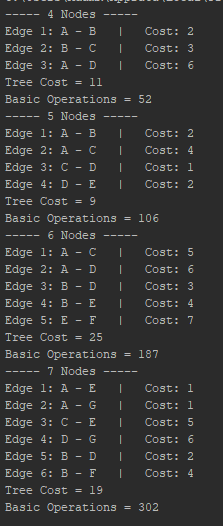 ----- 4 Nodes -----
Edge 1: A - B   |   Cost: 2
Edge 2: B - C   |   Cost: 3
Edge 3: A - D   |   Cost: 6
Tree Cost = 11
Basic Operations = 52
----- 5 Nodes -----
Edge 1: A - B   |   Cost: 2
Edge 2: A - C   |   Cost: 4
Edge 3: C - D   |   Cost: 1
Edge 4: D - E   |   Cost: 2
Tree Cost = 9
Basic Operations = 106
----- 6 Nodes -----
Edge 1: A - C   |   Cost: 5
Edge 2: A - D   |   Cost: 6
Edge 3: B - D   |   Cost: 3
Edge 4: B - E   |   Cost: 4
Edge 5: E - F   |   Cost: 7
Tree Cost = 25
Basic Operations = 187
----- 7 Nodes -----
Edge 1: A - E   |   Cost: 1
Edge 2: A - G   |   Cost: 1
Edge 3: C - E   |   Cost: 5
Edge 4: D - G   |   Cost: 6
Edge 5: B - D   |   Cost: 2
Edge 6: B - F   |   Cost: 4
Tree Cost = 19
Basic Operations = 302